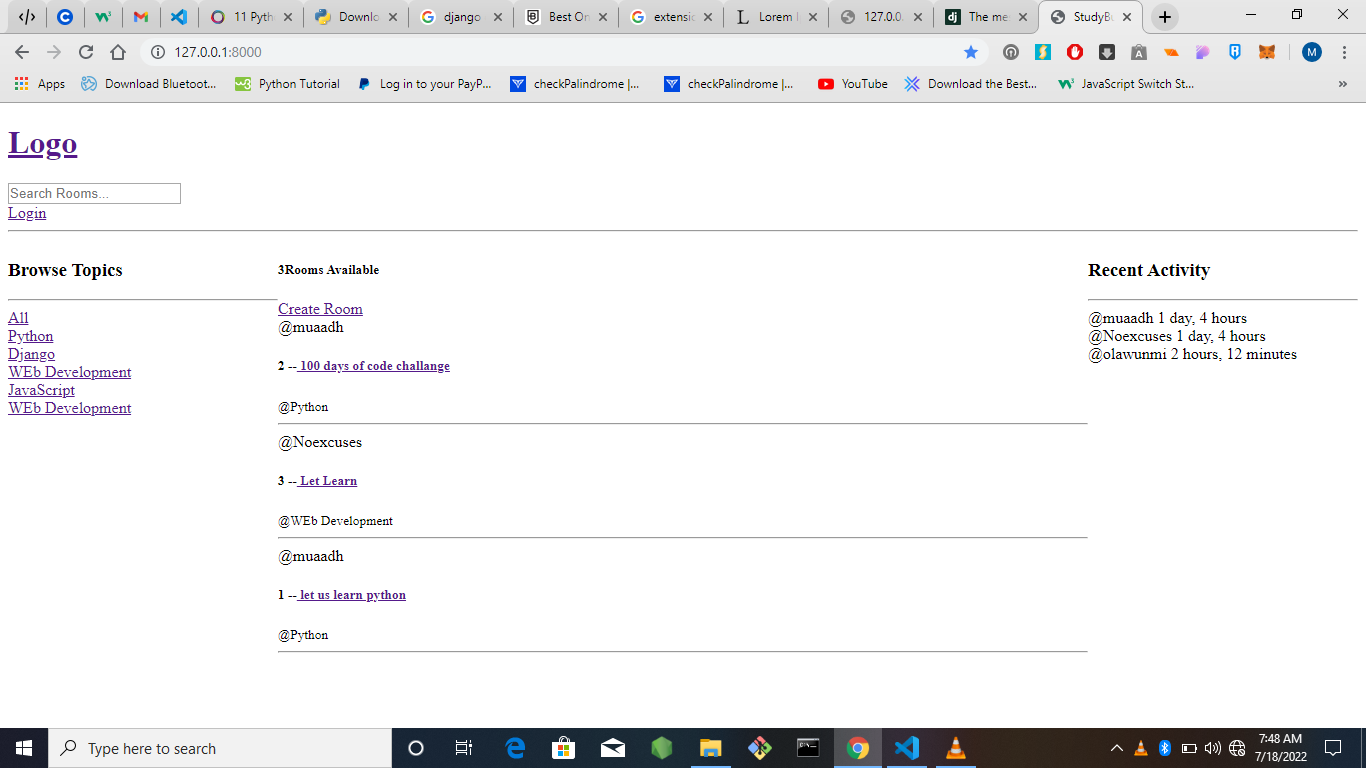 11 Pyth
Downlo
django
Best On
extensio
Lorem
127.0.0.
The me
StudyBu
127.0.0.1:8000
M
Apps
Download Bluetoot...
Python Tutorial
Log in to your PayP...
checkPalindrome |...
checkPalindrome |...
YouTube
Download the Best...
JavaScript Switch St...
Logo
Search Rooms...
Login
Browse Topics
All
Python
Django
WEb Development
JavaScript
WEb Development
3Rooms Available
Create Room
@muaadh
2 -- 100 days of code challange
@Python
@Noexcuses
3 -- Let Learn
@WEb Development
@muaadh
1 -- let us learn python
@Python
Recent Activity
@muaadh 1 day, 4 hours
@Noexcuses 1 day, 4 hours
@olawunmi 2 hours, 12 minutes
Type here to search
7:48 AM
7/18/2022